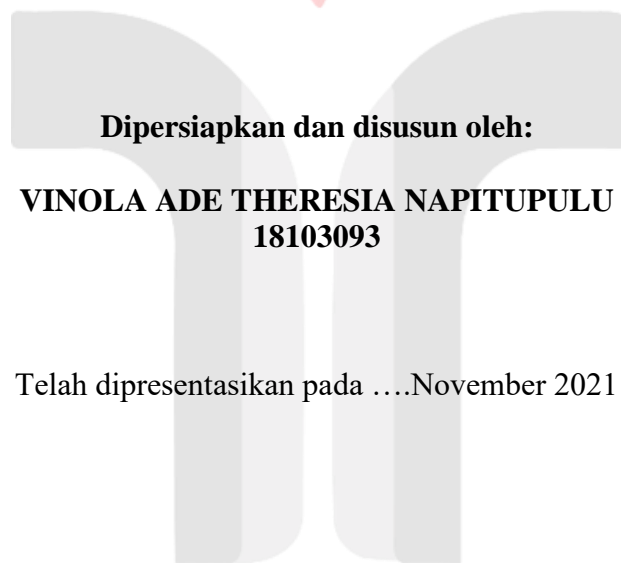 Dipersiapkan dan disusun oleh:
VINOLA ADE THERESIA NAPITUPULU
18103093
Telah dipresentasikan pada ….November 2021